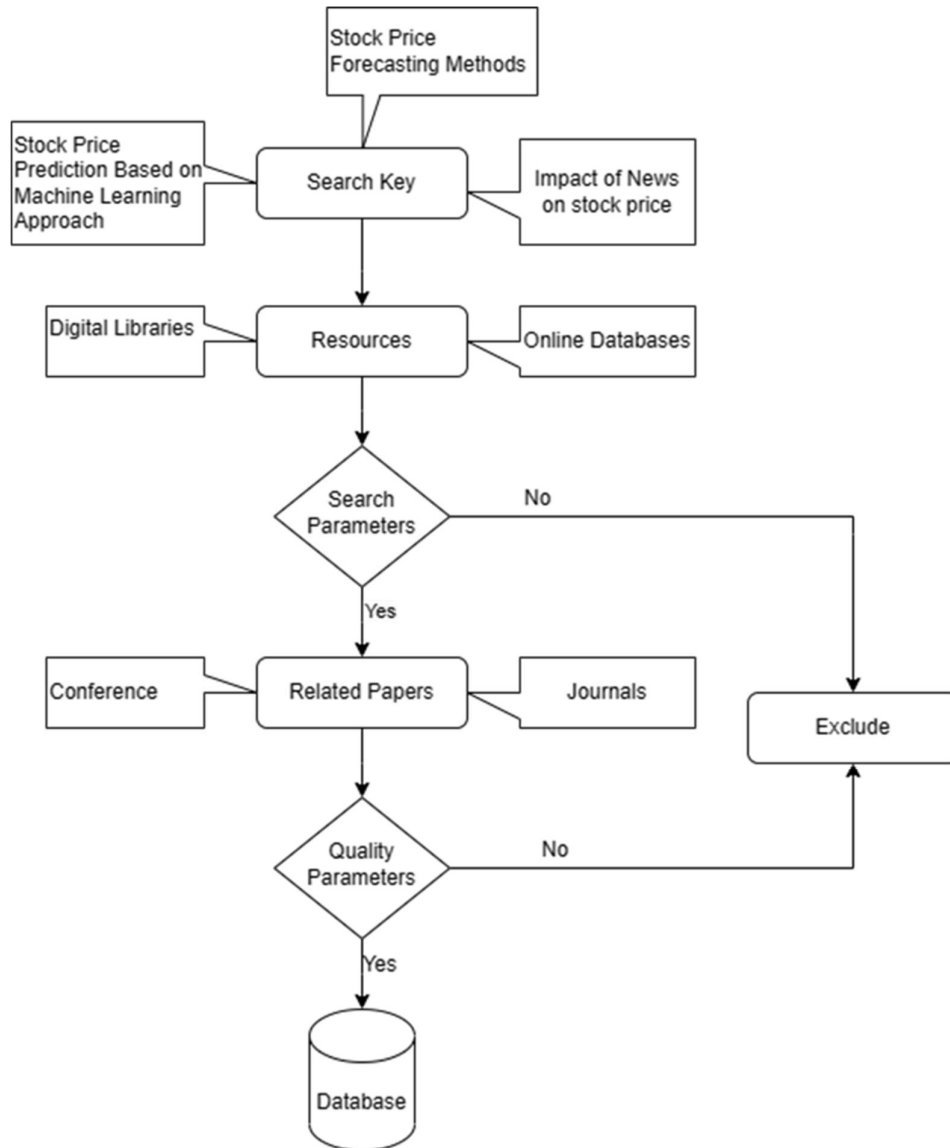 Stock Price
Forecasting Methods
Stock Price
Prediction Based on
Machine Learning
Approach
Search Key
Impact of News
on stock price
Digital Libraries
Resources
Online Databases
Search
Parameters
No
Yes
Conference
Related Papers
Journals
Exclude
Quality
Parameters
No
Yes
Database